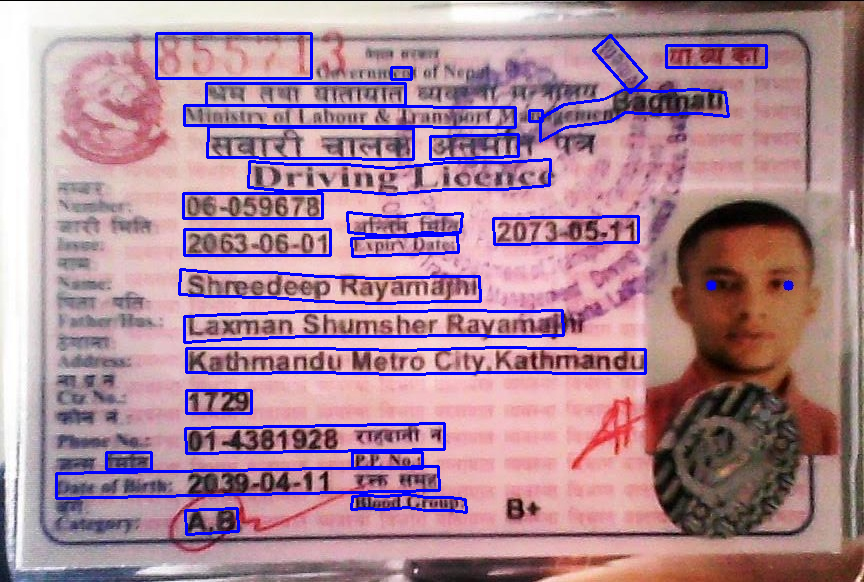 1855713
नेपाल सरकार
या व्य का
Government of Nepal
श्रम तथा यातायात व्यवस्था मन्त्रालय
Bagmati
Ministry of Labour & Transport Management
सवारी चालक अनुमति पत्र
Driving Licence
नम्बर
Number: 06-059678
जारी मिति अन्तिम मिति
Issue: 2063-06-01 Expiry Date: 2073-05-11
नाम
Name: Shreedeep Rayamajhi
पिता/पति
Father/Hus.: Laxman Shumsher Rayamajhi
ठेगाना
Address: Kathmandu Metro City,Kathmandu
ना प्र नं
Ctz No.: 1729
फोन नं.
Phone No.: 01-4381928 राहदानी नं
जन्म मिति P.P. No.:
Date of Birth: 2039-04-11 रक्त समूह
वर्ग Blood Group:
Category: A,B B+